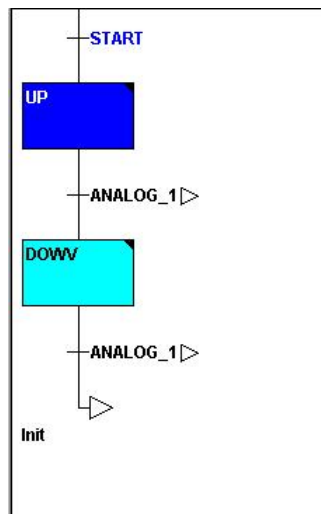 START
UP
ANALOG_1
DOWV
ANALOG_1
Init